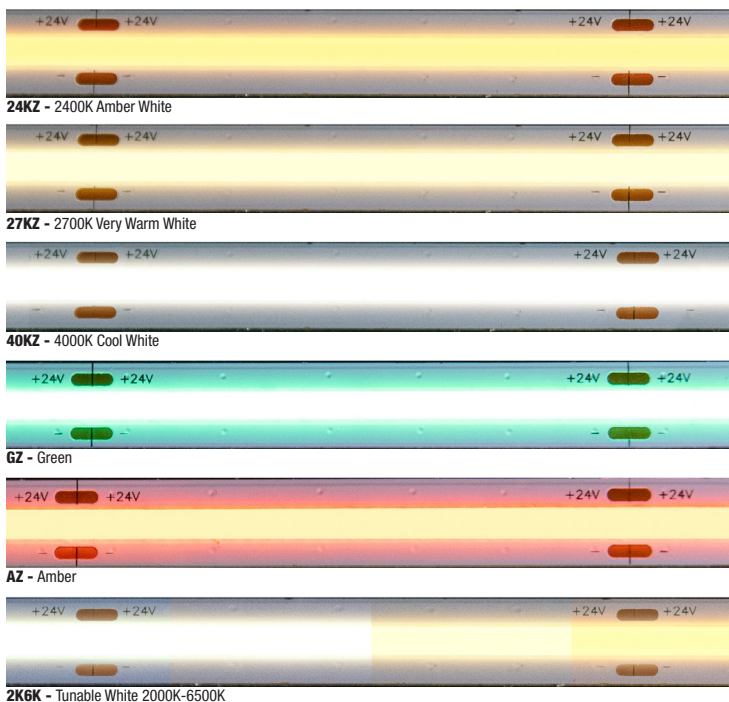 +24V +24V +24V +24V
- - - -
24KZ - 2400K Amber White
+24V +24V +24V +24V
- - - -
27KZ - 2700K Very Warm White
+24V +24V +24V +24V
- - - -
40KZ - 4000K Cool White
+24V +24V +24V +24V
- - - -
GZ - Green
+24V +24V +24V +24V
- - - -
AZ - Amber
+24V +24V +24V +24V
- - - -
2K6K - Tunable White 2000K-6500K